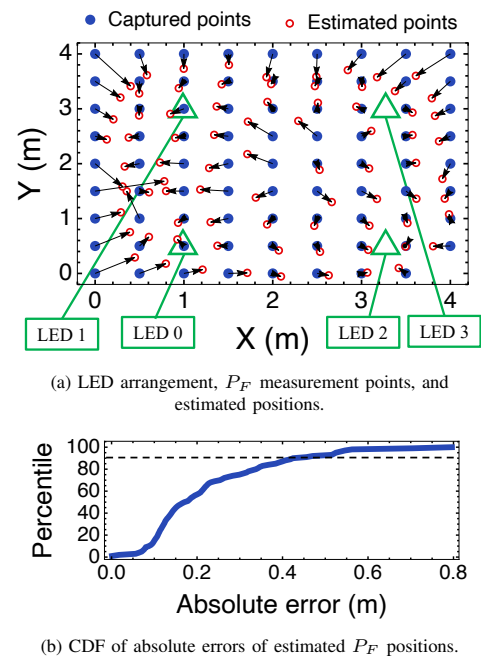 Captured points Estimated points
4
3
2
1
0
Y (m)
0 1 2 3 4
X (m)
LED 1 LED 0 LED 2 LED 3
(a) LED arrangement, P_F measurement points, and
estimated positions.
100
80
60
40
20
0
Percentile
0.0 0.2 0.4 0.6 0.8
Absolute error (m)
(b) CDF of absolute errors of estimated P_F positions.